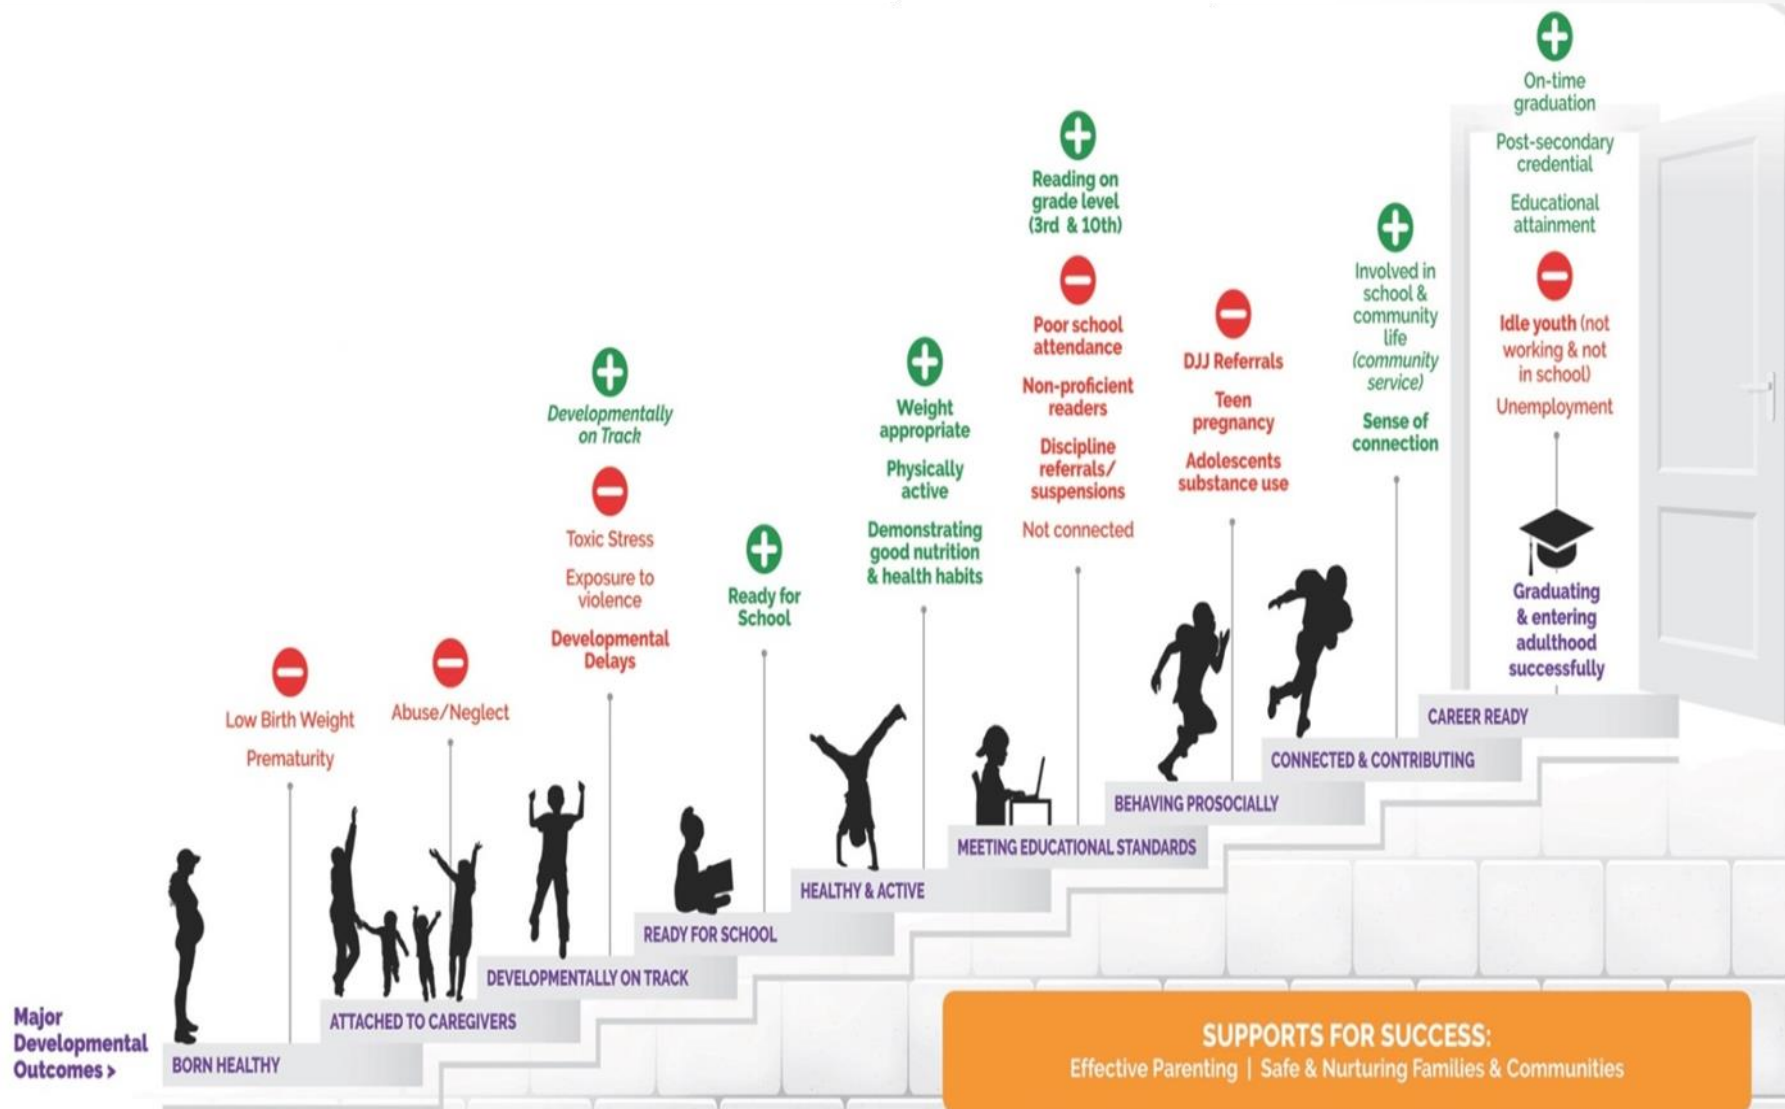 Major
Developmental
Outcomes >
BORN HEALTHY
Low Birth Weight
Prematurity
ATTACHED TO CAREGIVERS
Abuse/Neglect
DEVELOPMENTALLY ON TRACK
Developmentally
on Track
Toxic Stress
Exposure to
violence
Developmental
Delays
READY FOR SCHOOL
Ready for
School
HEALTHY & ACTIVE
Weight
appropriate
Physically
active
Demonstrating
good nutrition
& health habits
MEETING EDUCATIONAL STANDARDS
Reading on
grade level
(3rd & 10th)
Poor school
attendance
Non-proficient
readers
Discipline
referrals/
suspensions
Not connected
BEHAVING PROSOCIALLY
DJJ Referrals
Teen
pregnancy
Adolescents
substance use
CONNECTED & CONTRIBUTING
Involved in
school &
community
life
(community
service)
Sense of
connection
CAREER READY
On-time
graduation
Post-secondary
credential
Educational
attainment
Idle youth (not
working & not
in school)
Unemployment
Graduating
& entering
adulthood
successfully
SUPPORTS FOR SUCCESS:
Effective Parenting | Safe & Nurturing Families & Communities